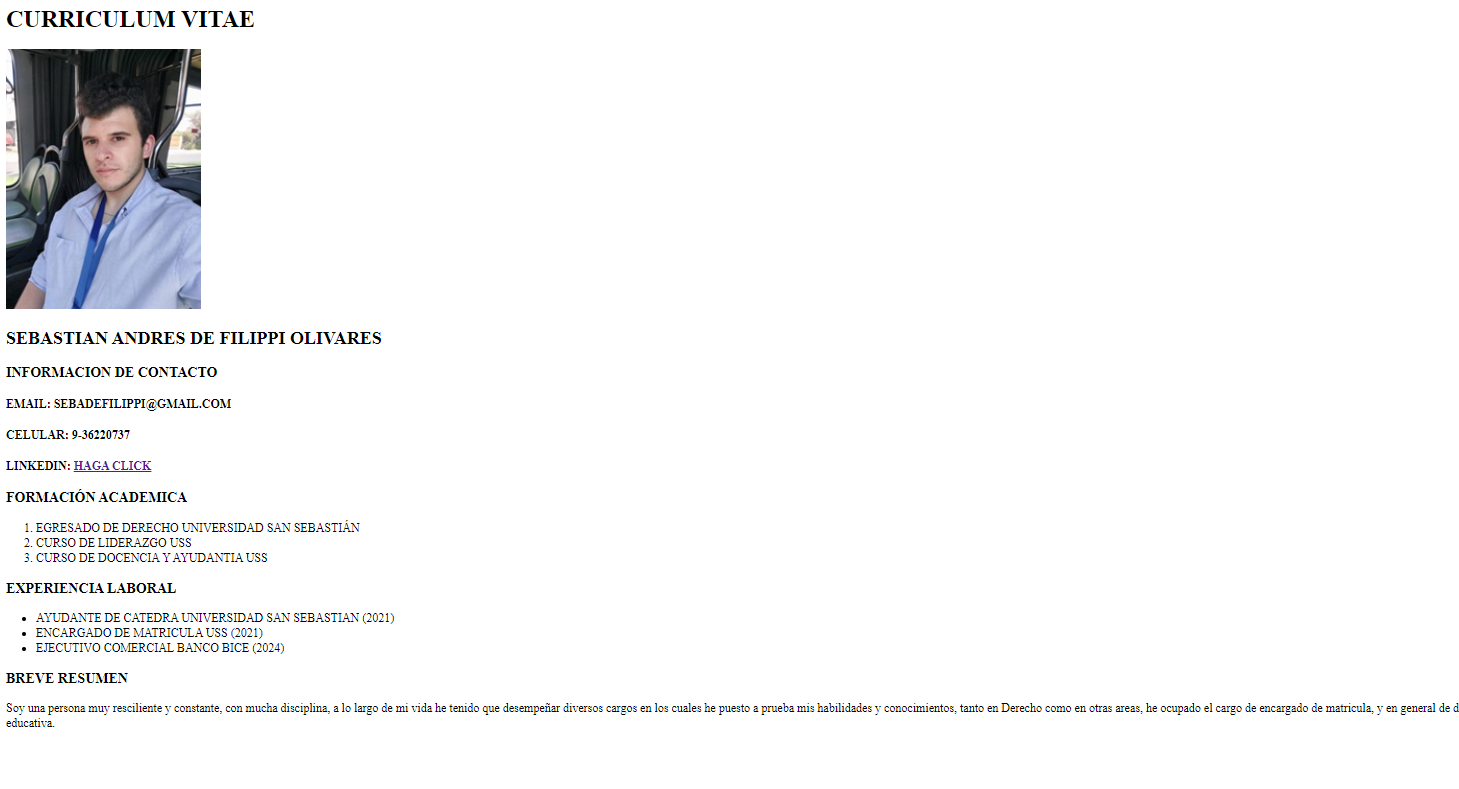 CURRICULUM VITAE
SEBASTIAN ANDRES DE FILIPPI OLIVARES
INFORMACION DE CONTACTO
EMAIL: SEBADEFILIPPI@GMAIL.COM
CELULAR: 9-36220737
LINKEDIN: HAGA CLICK
FORMACIÓN ACADEMICA
1. EGRESADO DE DERECHO UNIVERSIDAD SAN SEBASTIÁN
2. CURSO DE LIDERAZGO USS
3. CURSO DE DOCENCIA Y AYUDANTIA USS
EXPERIENCIA LABORAL
• AYUDANTE DE CATEDRA UNIVERSIDAD SAN SEBASTIAN (2021)
• ENCARGADO DE MATRICULA USS (2021)
• EJECUTIVO COMERCIAL BANCO BICE (2024)
BREVE RESUMEN
Soy una persona muy resciliente y constante, con mucha disciplina, a lo largo de mi vida he tenido que desempeñar diversos cargos en los cuales he puesto a prueba mis habilidades y conocimientos, tanto en Derecho como en otras areas, he ocupado el cargo de encargado de matricula, y en general de d
educativa.